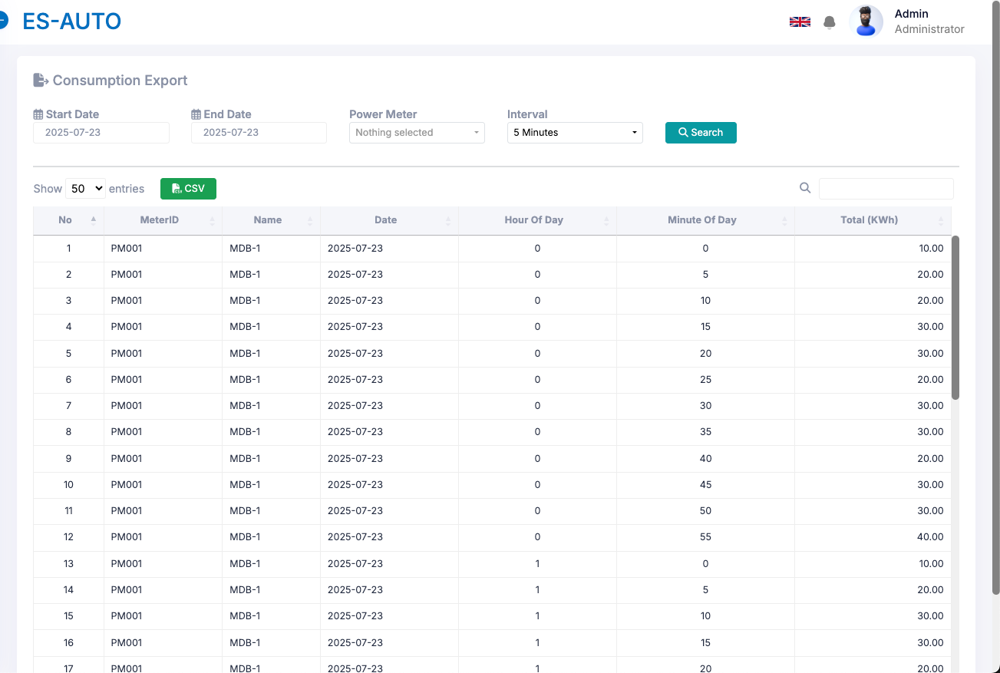 ES-AUTO
Admin
Administrator
Consumption Export
Start Date End Date Power Meter Interval
2025-07-23 2025-07-23 Nothing selected 5 Minutes Search
Show 50 entries CSV
No MeterID Name Date Hour Of Day Minute Of Day Total (KWh)
1 PM001 MDB-1 2025-07-23 0 0 10.00
2 PM001 MDB-1 2025-07-23 0 5 20.00
3 PM001 MDB-1 2025-07-23 0 10 20.00
4 PM001 MDB-1 2025-07-23 0 15 30.00
5 PM001 MDB-1 2025-07-23 0 20 30.00
6 PM001 MDB-1 2025-07-23 0 25 20.00
7 PM001 MDB-1 2025-07-23 0 30 30.00
8 PM001 MDB-1 2025-07-23 0 35 30.00
9 PM001 MDB-1 2025-07-23 0 40 20.00
10 PM001 MDB-1 2025-07-23 0 45 30.00
11 PM001 MDB-1 2025-07-23 0 50 30.00
12 PM001 MDB-1 2025-07-23 0 55 40.00
13 PM001 MDB-1 2025-07-23 1 0 10.00
14 PM001 MDB-1 2025-07-23 1 5 20.00
15 PM001 MDB-1 2025-07-23 1 10 30.00
16 PM001 MDB-1 2025-07-23 1 15 30.00
17 PM001 MDB-1 2025-07-23 1 20 20.00